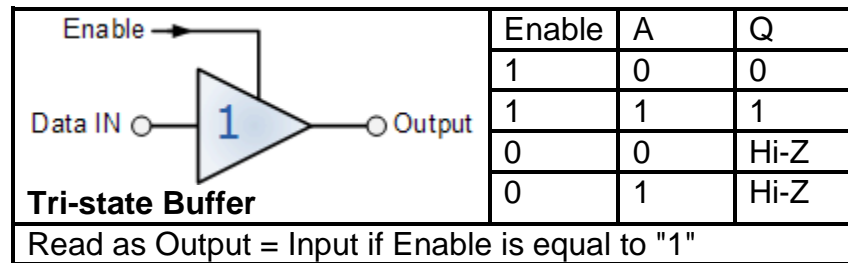 Enable
Data IN 1 Output
Tri-state Buffer
Enable A Q
1 0 0
1 1 1
0 0 Hi-Z
0 1 Hi-Z
Read as Output = Input if Enable is equal to "1"